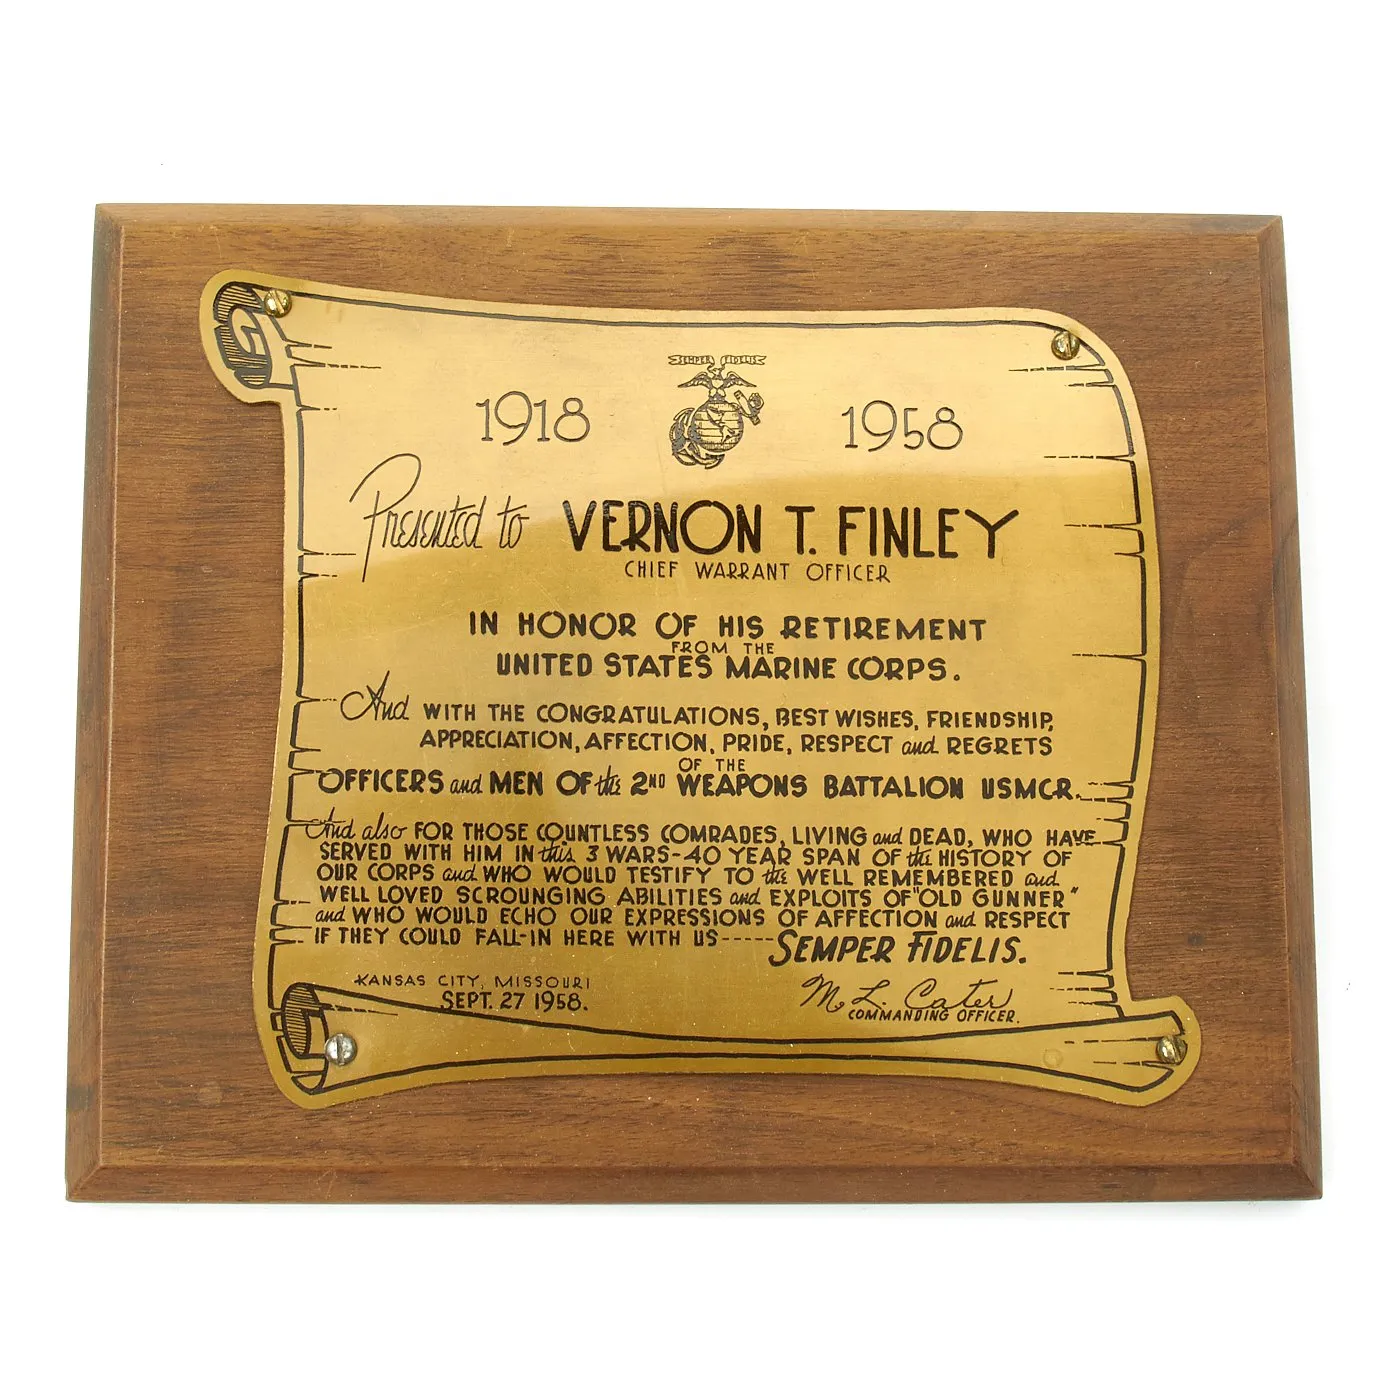 SEMPER FIDELIS
1918 1958
Presented to VERNON T. FINLEY
CHIEF WARRANT OFFICER
IN HONOR OF HIS RETIREMENT
FROM THE
UNITED STATES MARINE CORPS.
And WITH THE CONGRATULATIONS, BEST WISHES, FRIENDSHIP,
APPRECIATION, AFFECTION, PRIDE, RESPECT and REGRETS
OF THE
OFFICERS and MEN OF the 2ND WEAPONS BATTALION USMCR.
And also FOR THOSE COUNTLESS COMRADES, LIVING and DEAD, WHO HAVE
SERVED WITH HIM IN this 3 WARS-40 YEAR SPAN OF the HISTORY OF
OUR CORPS and WHO WOULD TESTIFY TO the WELL REMEMBERED and
WELL LOVED SCROUNGING ABILITIES and EXPLOITS OF "OLD GUNNER"
and WHO WOULD ECHO OUR EXPRESSIONS OF AFFECTION and RESPECT
IF THEY COULD FALL-IN HERE WITH US-----SEMPER FIDELIS.
KANSAS CITY, MISSOURI
SEPT. 27 1958.
M. L. Cater
COMMANDING OFFICER.